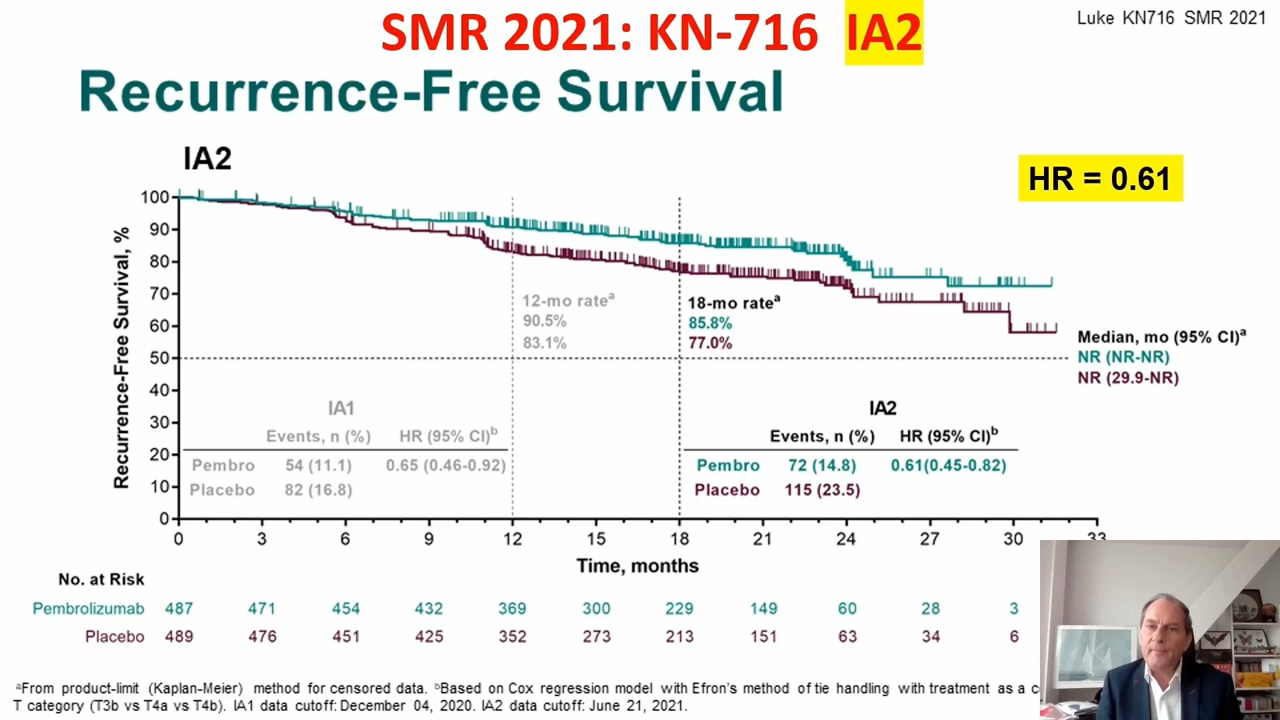 Luke KN716 SMR 2021
SMR 2021: KN-716 IA2
Recurrence-Free Survival
IA2
HR = 0.61
Recurrence-Free Survival, %
100
90
80
70
60
50
40
30
20
10
0
12-mo rateᵃ
90.5%
83.1%
18-mo rateᵃ
85.8%
77.0%
Median, mo (95% CI)ᵃ
NR (NR-NR)
NR (29.9-NR)
IA1
Events, n (%) HR (95% CI)ᵇ
Pembro 54 (11.1) 0.65 (0.46-0.92)
Placebo 82 (16.8)
IA2
Events, n (%) HR (95% CI)ᵇ
Pembro 72 (14.8) 0.61(0.45-0.82)
Placebo 115 (23.5)
0 3 6 9 12 15 18 21 24 27 30 33
Time, months
No. at Risk
Pembrolizumab 487 471 454 432 369 300 229 149 60 28 3
Placebo 489 476 451 425 352 273 213 151 63 34 6
ᵃFrom product-limit (Kaplan-Meier) method for censored data. ᵇBased on Cox regression model with Efron's method of tie handling with treatment as a
T category (T3b vs T4a vs T4b). IA1 data cutoff: December 04, 2020. IA2 data cutoff: June 21, 2021.